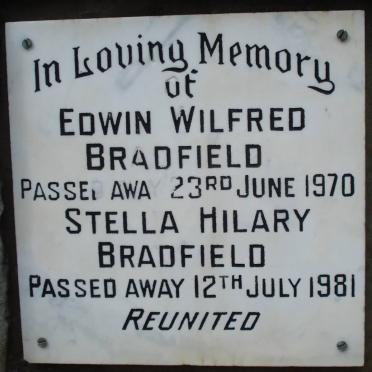 In Loving Memory
of
EDWIN WILFRED
BRADFIELD
PASSED AWA 23RD JUNE 1970
STELLA HILARY
BRADFIELD
PASSED AWAY 12TH JULY 1981
REUNITED